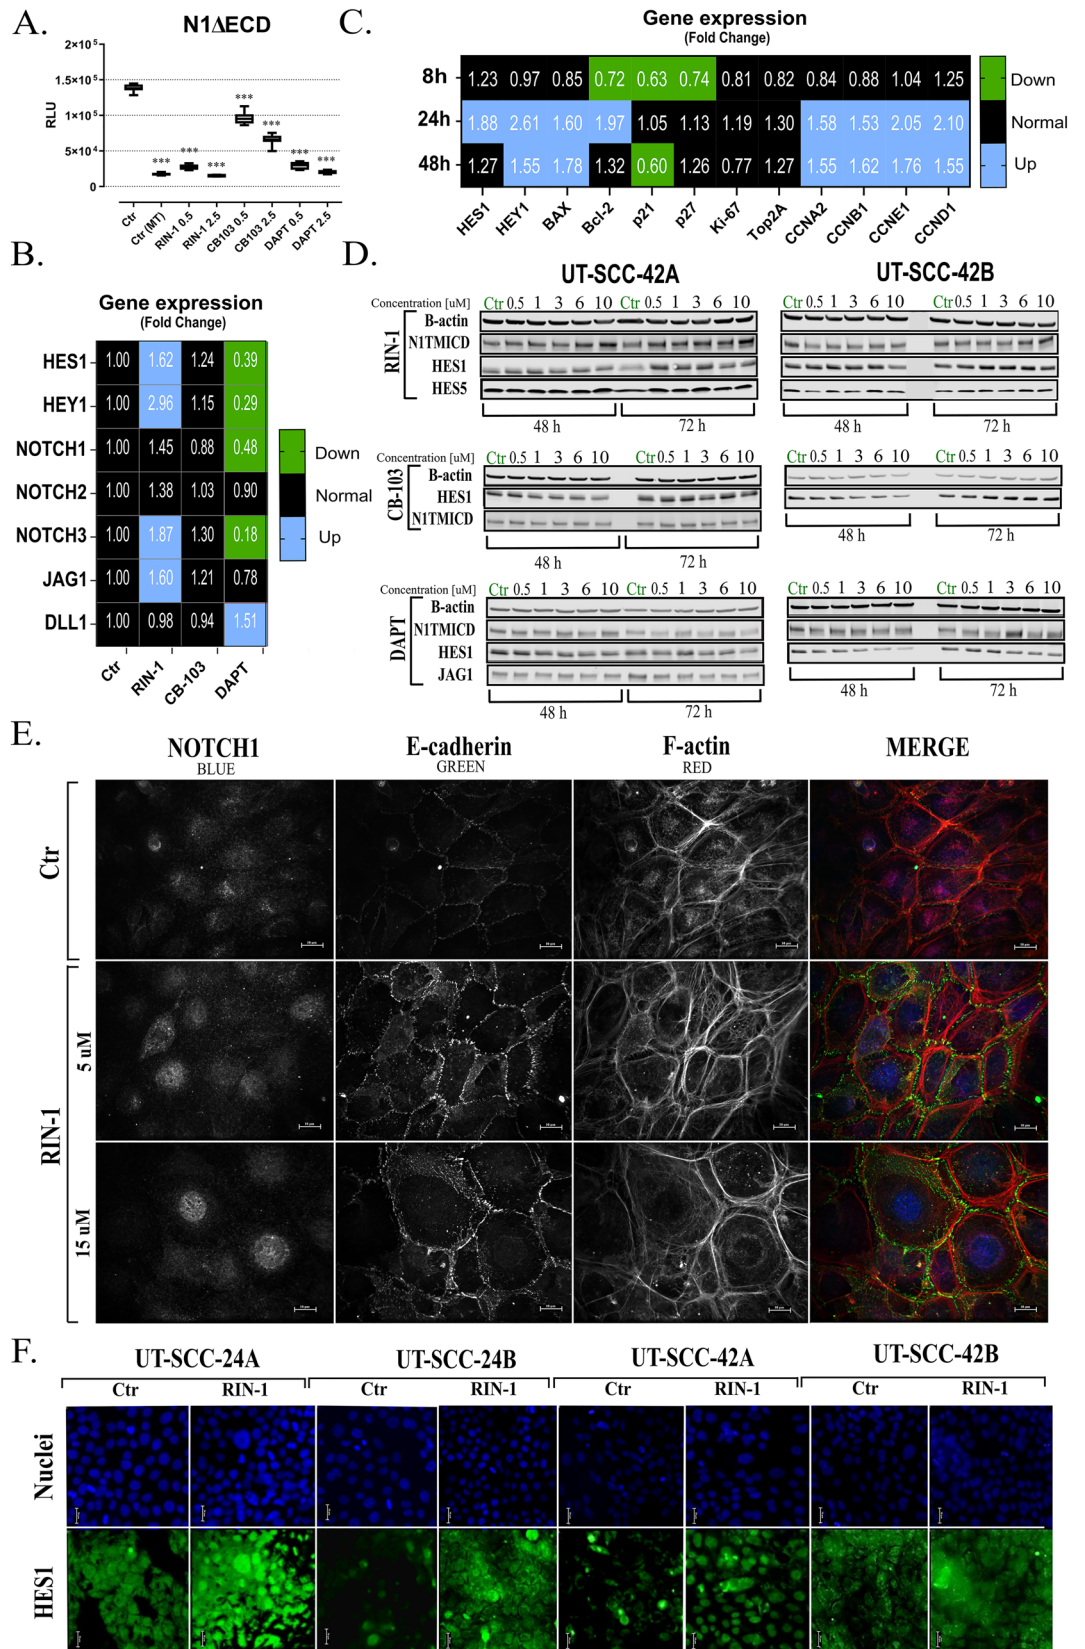 A.
N1ΔECD
RLU
2×10⁵
1.5×10⁵
1×10⁵
5×10⁴
0
*** *** *** *** *** *** ***
Ctr
Ctr (MT)
RIN-1 0.5
RIN-1 2.5
CB103 0.5
CB103 2.5
DAPT 0.5
DAPT 2.5
B.
Gene expression
(Fold Change)
HES1 1.00 1.62 1.24 0.39
HEY1 1.00 2.96 1.15 0.29
NOTCH1 1.00 1.45 0.88 0.48
NOTCH2 1.00 1.38 1.03 0.90
NOTCH3 1.00 1.87 1.30 0.18
JAG1 1.00 1.60 1.21 0.78
DLL1 1.00 0.98 0.94 1.51
Ctr RIN-1 CB-103 DAPT
Down
Normal
Up
C.
Gene expression
(Fold Change)
8h 1.23 0.97 0.85 0.72 0.63 0.74 0.81 0.82 0.84 0.88 1.04 1.25
24h 1.88 2.61 1.60 1.97 1.05 1.13 1.19 1.30 1.58 1.53 2.05 2.10
48h 1.27 1.55 1.78 1.32 0.60 1.26 0.77 1.27 1.55 1.62 1.76 1.55
HES1 HEY1 BAX Bcl-2 p21 p27 Ki-67 Top2A CCNA2 CCNB1 CCNE1 CCND1
Down
Normal
Up
D.
UT-SCC-42A UT-SCC-42B
Concentration [uM] Ctr 0.5 1 3 6 10 Ctr 0.5 1 3 6 10 Ctr 0.5 1 3 6 10 Ctr 0.5 1 3 6 10
RIN-1
B-actin
N1TMICD
HES1
HES5
48 h 72 h 48 h 72 h
Concentration [uM] Ctr 0.5 1 3 6 10 Ctr 0.5 1 3 6 10 Ctr 0.5 1 3 6 10 Ctr 0.5 1 3 6 10
CB-103
B-actin
HES1
N1TMICD
48 h 72 h 48 h 72 h
Concentration [uM] Ctr 0.5 1 3 6 10 Ctr 0.5 1 3 6 10 Ctr 0.5 1 3 6 10 Ctr 0.5 1 3 6 10
DAPT
B-actin
N1TMICD
HES1
JAG1
48 h 72 h 48 h 72 h
E.
NOTCH1 E-cadherin F-actin MERGE
BLUE GREEN RED
Ctr
RIN-1
5 uM
15 uM
F.
UT-SCC-24A UT-SCC-24B UT-SCC-42A UT-SCC-42B
Ctr RIN-1 Ctr RIN-1 Ctr RIN-1 Ctr RIN-1
Nuclei
HES1